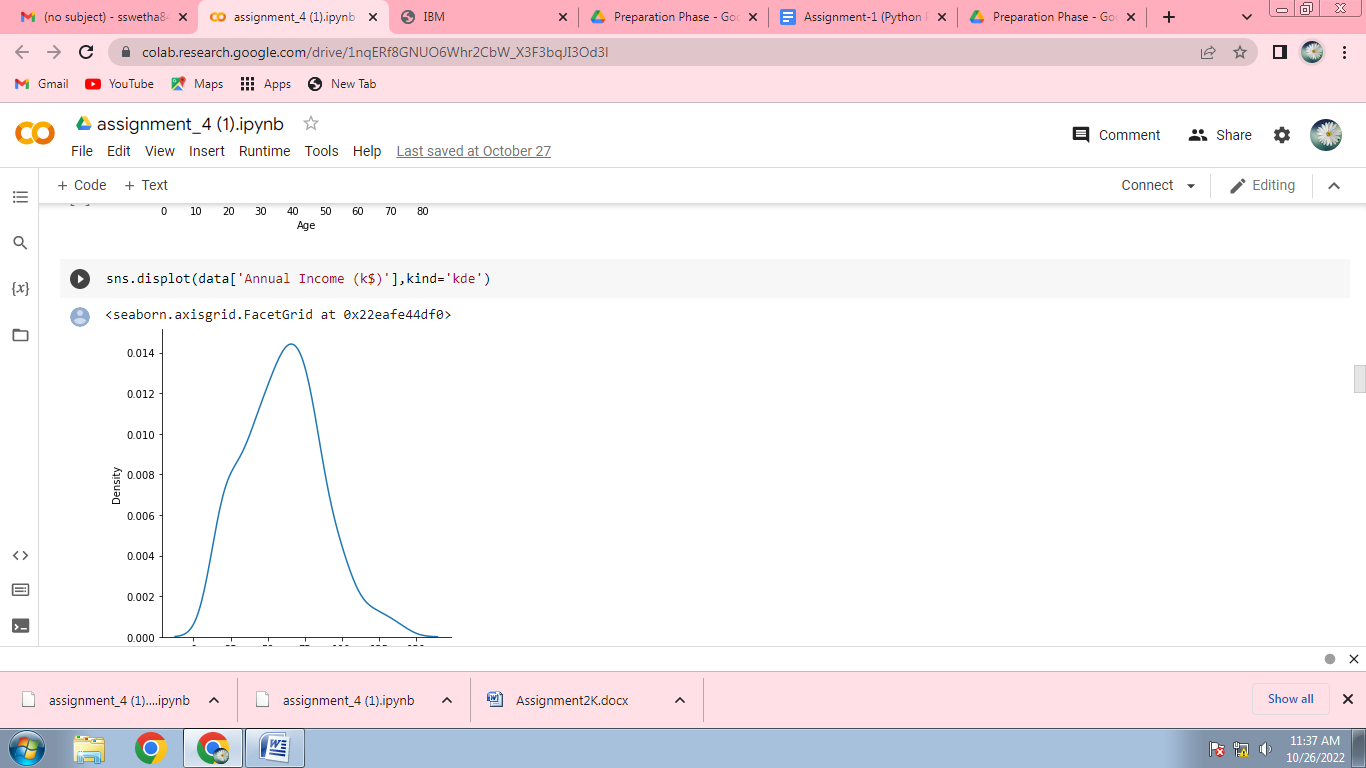 (no subject) - sswetha84
assignment_4 (1).ipynb
IBM
Preparation Phase - Goo
Assignment-1 (Python P
Preparation Phase - Goo
colab.research.google.com/drive/1nqERf8GNUO6Whr2CbW_X3F3bqJI3Od3I
Gmail YouTube Maps Apps New Tab
assignment_4 (1).ipynb
File Edit View Insert Runtime Tools Help Last saved at October 27
Comment Share
+ Code + Text
Connect Editing
0 10 20 30 40 50 60 70 80
Age
{x}
sns.displot(data['Annual Income (k$)'],kind='kde')
<seaborn.axisgrid.FacetGrid at 0x22eafe44df0>
0.014
0.012
0.010
0.008
0.006
0.004
0.002
0.000
Density
assignment_4 (1)....ipynb
assignment_4 (1).ipynb
Assignment2K.docx
Show all
11:37 AM
10/26/2022